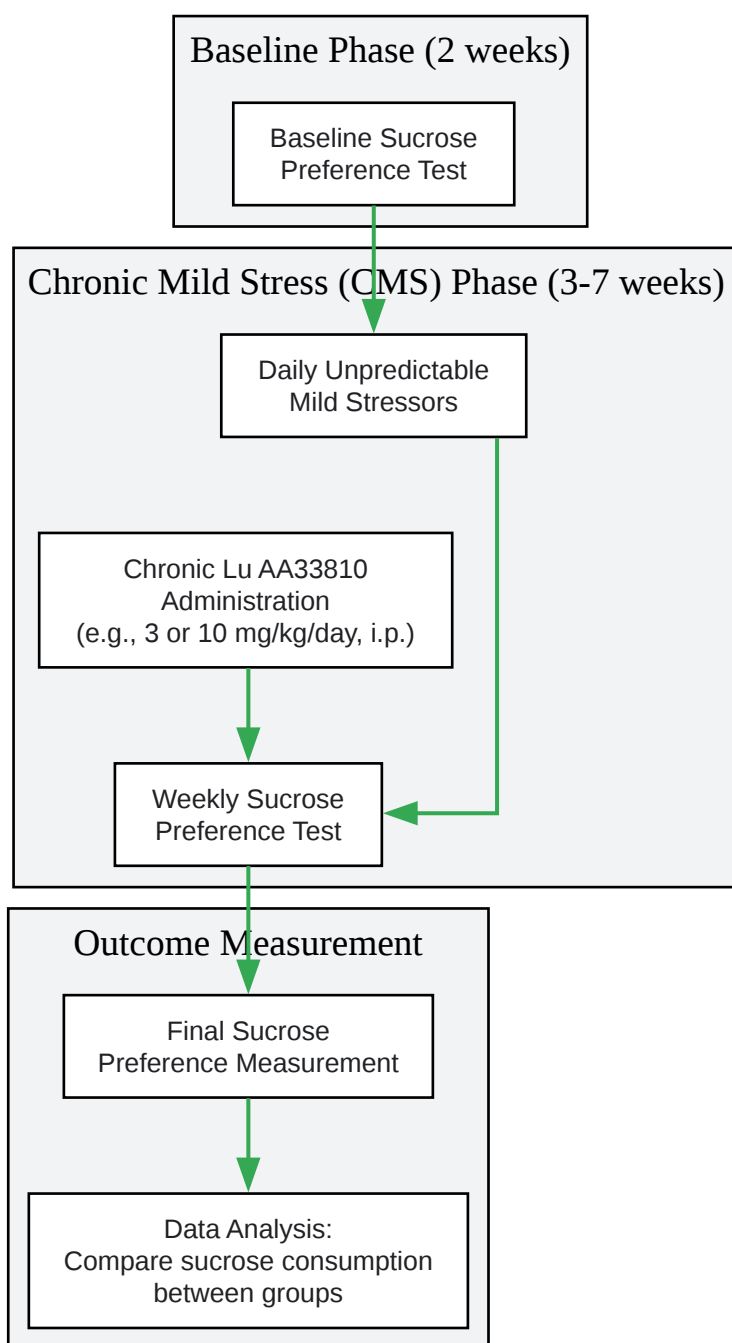 Baseline Phase (2 weeks)
Baseline Sucrose
Preference Test
Chronic Mild Stress (CMS) Phase (3-7 weeks)
Daily Unpredictable
Mild Stressors
Chronic Lu AA33810
Administration
(e.g., 3 or 10 mg/kg/day, i.p.)
Weekly Sucrose
Preference Test
Outcome Measurement
Final Sucrose
Preference Measurement
Data Analysis:
Compare sucrose consumption
between groups